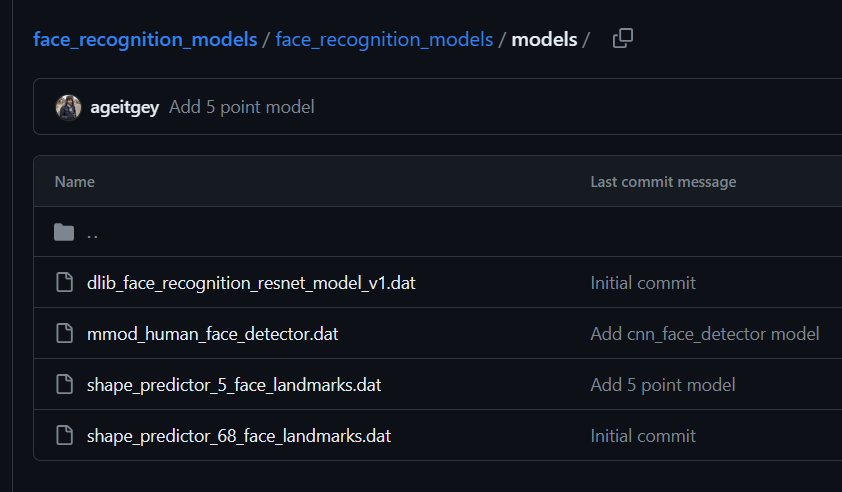 face_recognition_models / face_recognition_models / models /
ageitgey Add 5 point model
Name Last commit message
..
dlib_face_recognition_resnet_model_v1.dat Initial commit
mmod_human_face_detector.dat Add cnn_face_detector model
shape_predictor_5_face_landmarks.dat Add 5 point model
shape_predictor_68_face_landmarks.dat Initial commit